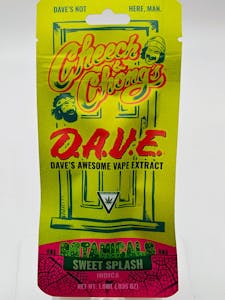 DAVE'S NOT HERE, MAN.
Cheech
&
Chong's
D.A.V.E.
DAVE'S AWESOME VAPE EXTRACT
BOTANICALS
SWEET SPLASH
INDICA